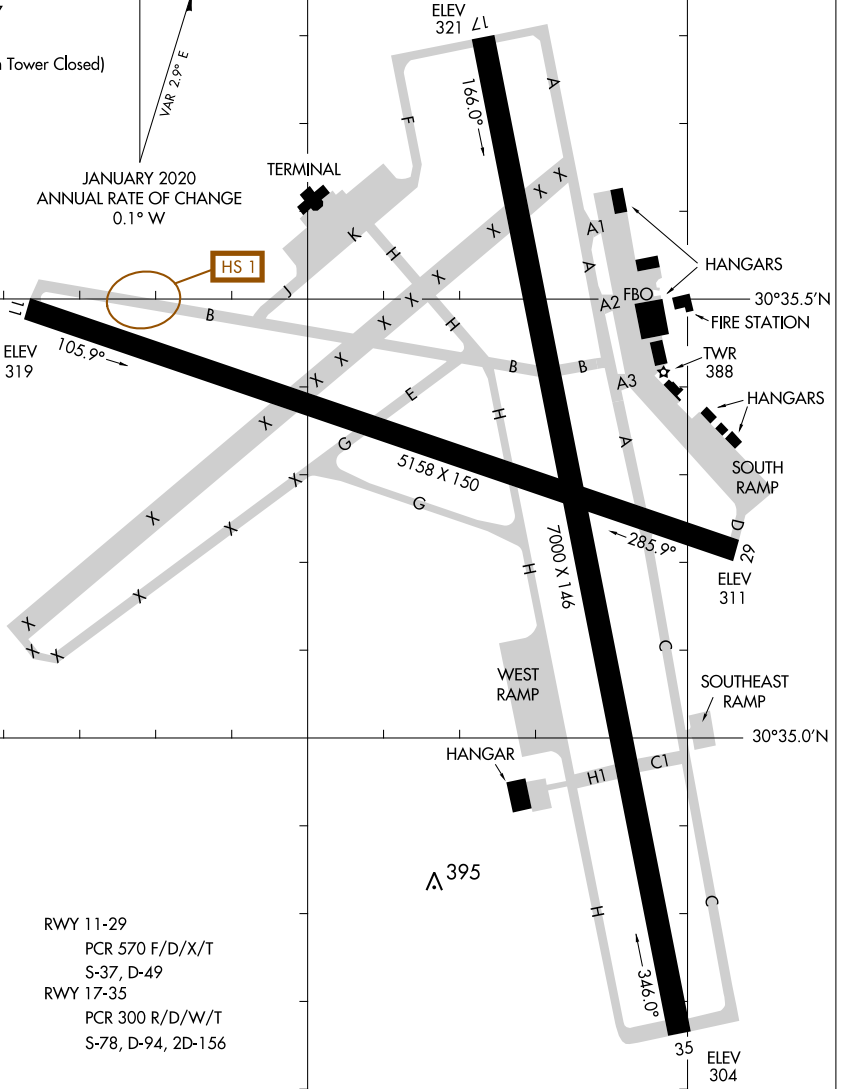 Tower Closed)
VAR 2.9° E
JANUARY 2020
ANNUAL RATE OF CHANGE
0.1° W
ELEV
321
17
166.0°
A
F
TERMINAL
X
X
K
H
X
A1
HANGARS
A
HS 1
J
X
FBO
A2
30°35.5'N
X
11
B
X
H
FIRE STATION
ELEV
319
105.9°
X
X
B
B
TWR
388
A3
E
H
HANGARS
X
G
A
5158 X 150
SOUTH
RAMP
X
G
X
X
D
29
285.9°
7000 X 146
ELEV
311
H
X
X
X
X
C
WEST
RAMP
SOUTHEAST
RAMP
30°35.0'N
HANGAR
H1
C1
395
H
C
RWY 11-29
PCR 570 F/D/X/T
S-37, D-49
RWY 17-35
PCR 300 R/D/W/T
S-78, D-94, 2D-156
346.0°
35
ELEV
304